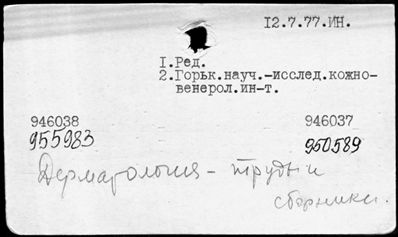 12.7.77.ИН.
1.Ред.
2.Горьк.науч.-исслед.кожно-
венерол.ин-т.
946038 946037
955983 950589
Дерматология - труды и
сборники.